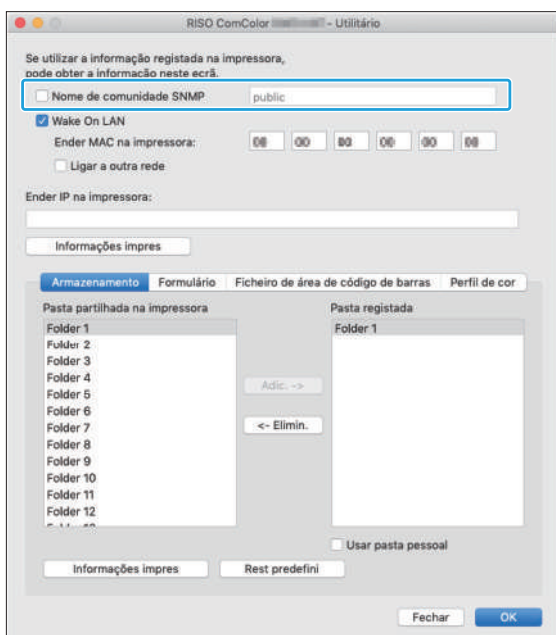 RISO ComColor - Utilitário
Se utilizar a informação registada na impressora,
pode obter a informação neste ecrã.
Nome de comunidade SNMP public
Wake On LAN
Ender MAC na impressora:
Ligar a outra rede
Ender IP na impressora:
Informações impres
Armazenamento Formulário Ficheiro de área de código de barras Perfil de cor
Pasta partilhada na impressora Pasta registada
Folder 1 Folder 1
Folder 2
Folder 3
Folder 4
Folder 5
Folder 6
Folder 7
Folder 8
Folder 9
Folder 10
Folder 11
Folder 12
Adic. ->
<- Elimin.
Usar pasta pessoal
Informações impres Rest predefini
Fechar OK